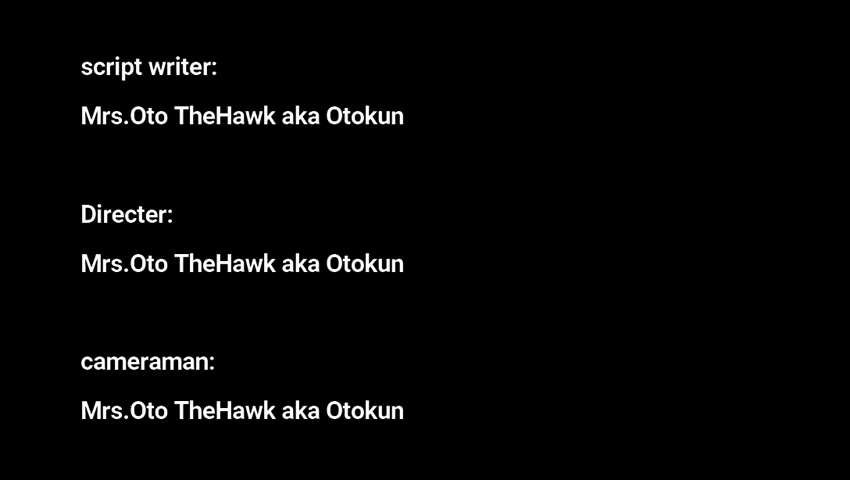 script writer:
Mrs.Oto TheHawk aka Otokun
Directer:
Mrs.Oto TheHawk aka Otokun
cameraman:
Mrs.Oto TheHawk aka Otokun